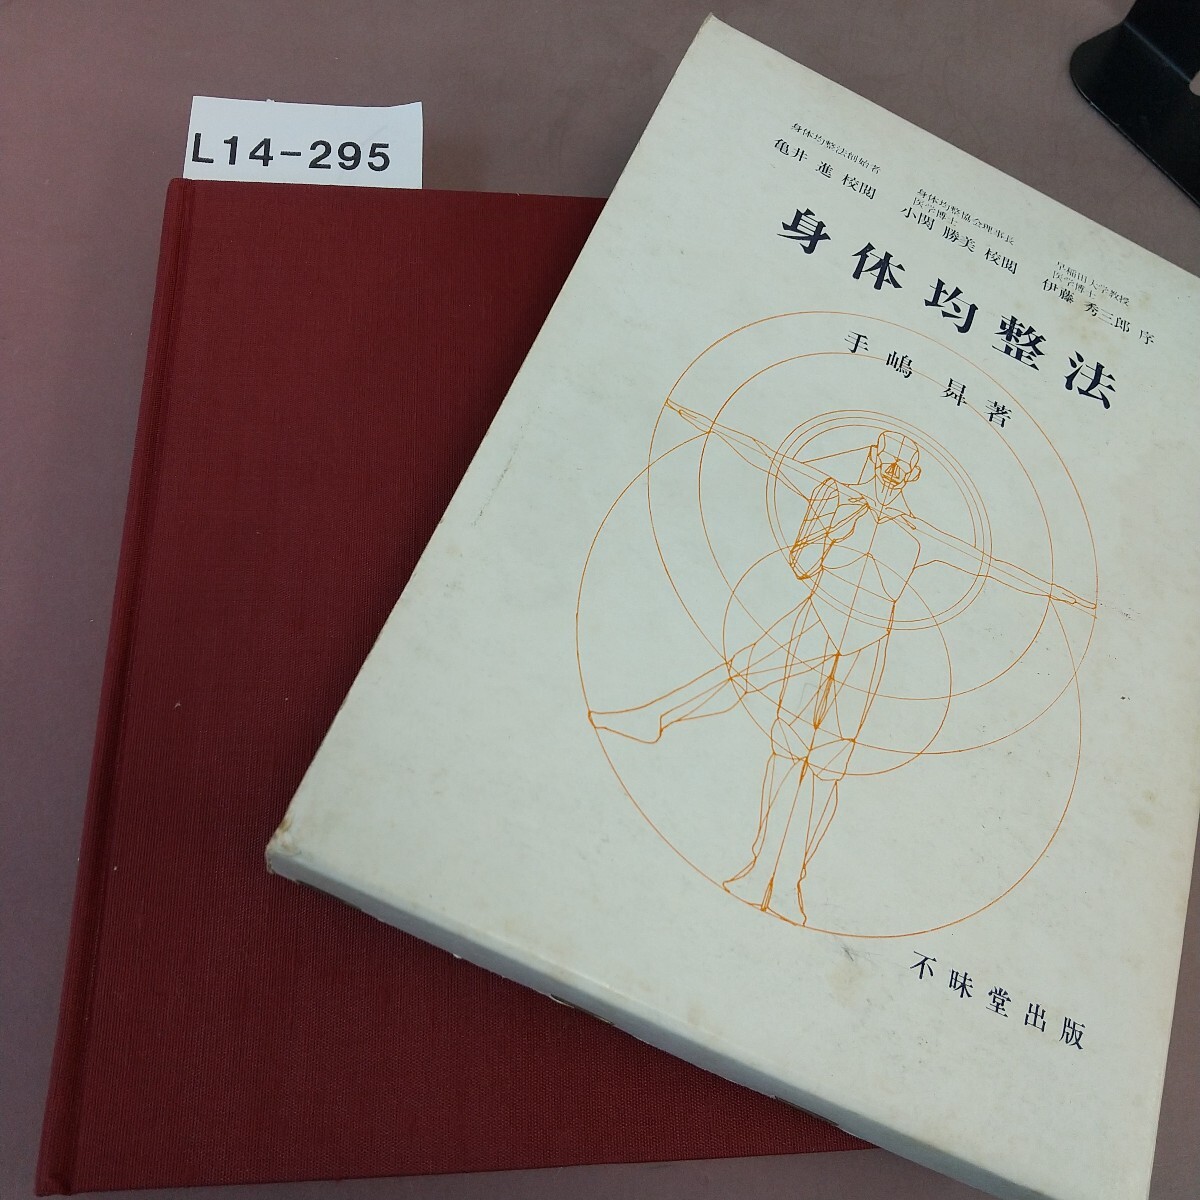 L14-295
身体均整法創始者
亀井 進 校閲
身体均整協会理事長
医学博士
小関 勝美 校閲
早稲田大学教授
医学博士
伊藤 秀三郎 序
身体均整法
手嶋 昇 著
不昧堂出版